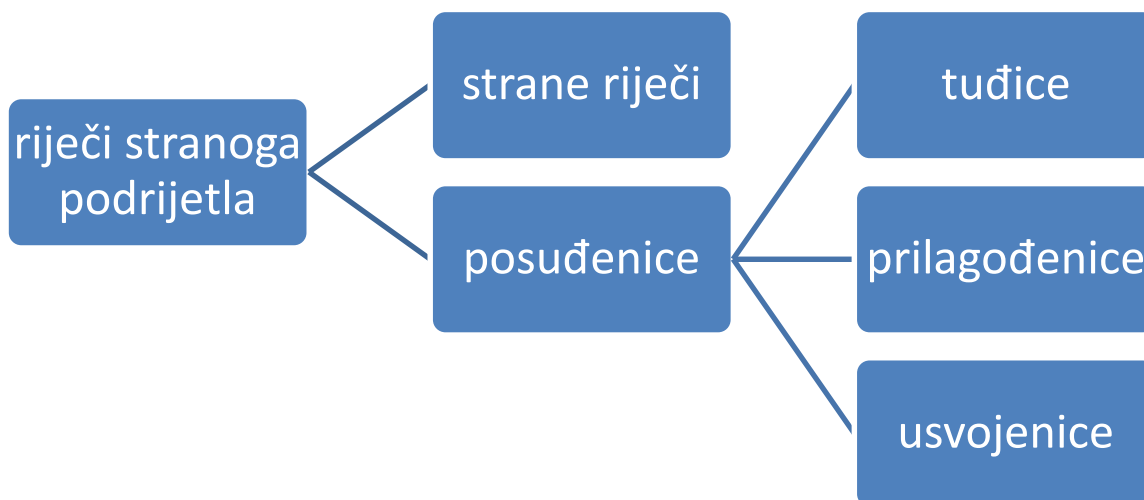 riječi stranoga
podrijetla
strane riječi
posuđenice
tuđice
prilagođenice
usvojenice